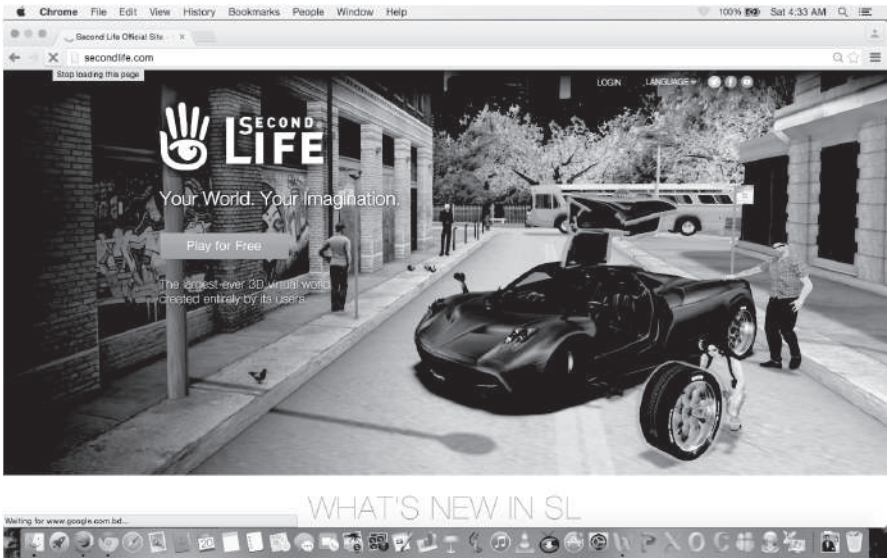 Chrome File Edit View History Bookmarks People Window Help 100% Sat 4:33 AM
Second Life Official Site
secondlife.com
Stop loading this page
LOGIN LANGUAGE
SECOND LIFE
Your World. Your Imagination.
Play for Free
The largest-ever 3D virtual world
created entirely by its users.
WHAT'S NEW IN SL
Waiting for www.google.com.bd...
20